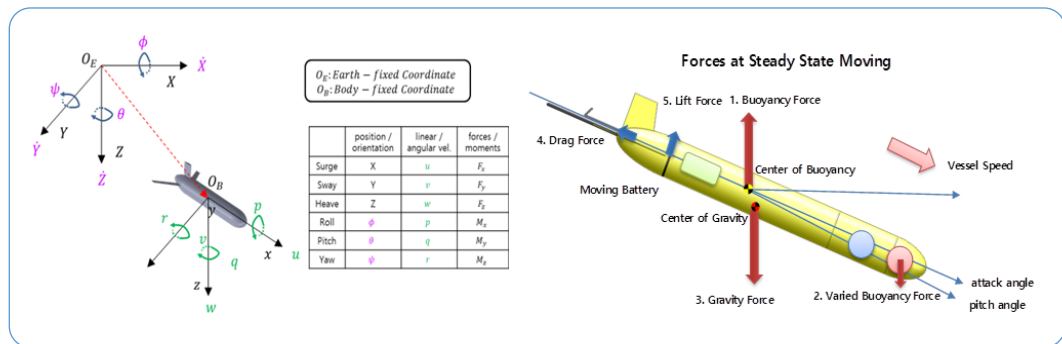 ϕ
O_E
X
Ẋ
ψ
θ
Y
Ẏ
Z
Ż
O_B
y
p
r
v
q
x
u
z
w
O_E: Earth − fixed Coordinate
O_B: Body − fixed Coordinate
position / orientation linear / angular vel. forces / moments
Surge X u F_x
Sway Y v F_y
Heave Z w F_z
Roll ϕ p M_x
Pitch θ q M_y
Yaw ψ r M_z
Forces at Steady State Moving
5. Lift Force
1. Buoyancy Force
4. Drag Force
Vessel Speed
Center of Buoyancy
Moving Battery
Center of Gravity
3. Gravity Force
2. Varied Buoyancy Force
attack angle
pitch angle